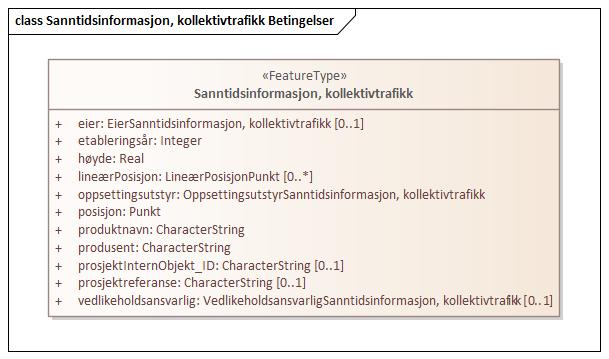 class Sanntidsinformasjon, kollektivtrafikk Betingelser
«FeatureType»
Sanntidsinformasjon, kollektivtrafikk
+ eier: EierSanntidsinformasjon, kollektivtrafikk [0..1]
+ etableringsår: Integer
+ høyde: Real
+ lineærPosisjon: LineærPosisjonPunkt [0..*]
+ oppsettingsutstyr: OppsettingsutstyrSanntidsinformasjon, kollektivtrafikk
+ posisjon: Punkt
+ produktnavn: CharacterString
+ produsent: CharacterString
+ prosjektInternObjekt_ID: CharacterString [0..1]
+ prosjektreferanse: CharacterString [0..1]
+ vedlikeholdsansvarlig: VedlikeholdsansvarligSanntidsinformasjon, kollektivtrafikk [0..1]